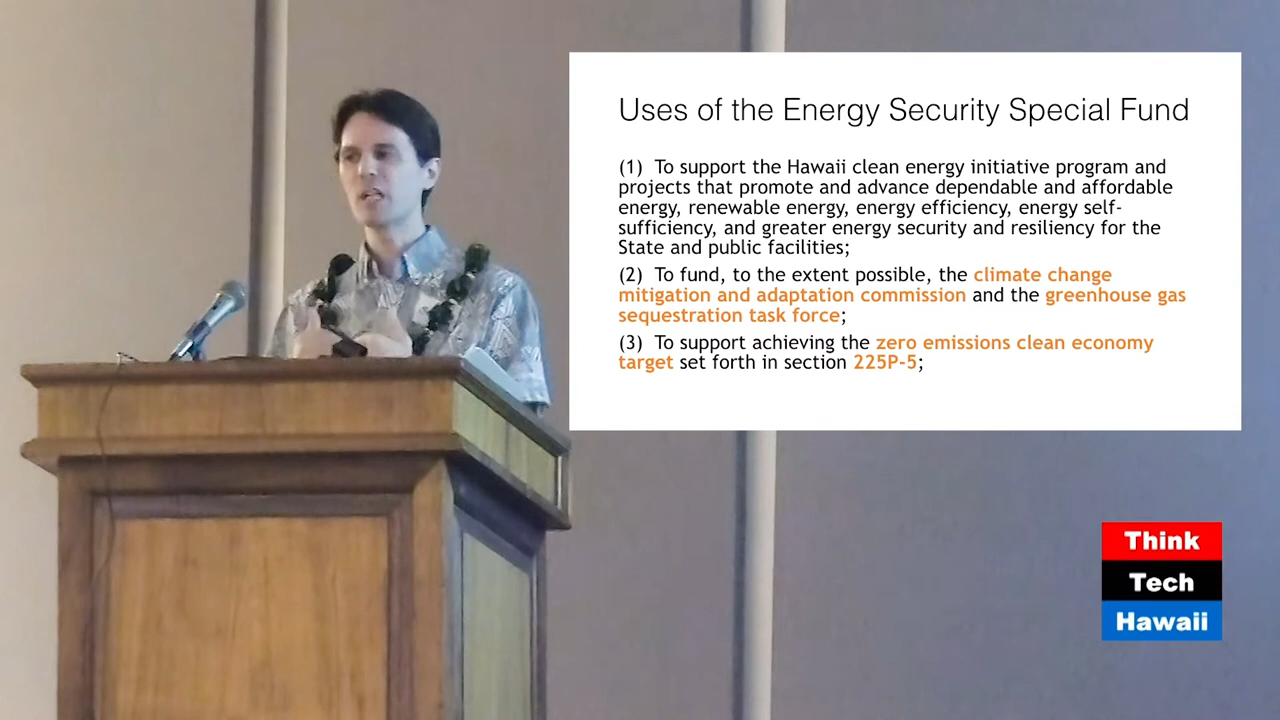 Uses of the Energy Security Special Fund
(1) To support the Hawaii clean energy initiative program and
projects that promote and advance dependable and affordable
energy, renewable energy, energy efficiency, energy self-
sufficiency, and greater energy security and resiliency for the
State and public facilities;
(2) To fund, to the extent possible, the climate change
mitigation and adaptation commission and the greenhouse gas
sequestration task force;
(3) To support achieving the zero emissions clean economy
target set forth in section 225P-5;
Think
Tech
Hawaii